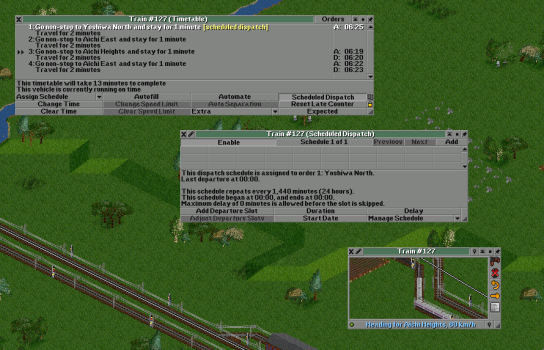 Train #127 (Timetable)
Orders
1: Go non-stop to Yoshiwa North and stay for 1 minute [scheduled dispatch]
A: 06:25
Travel for 2 minutes
2: Go non-stop to Aichi East and stay for 1 minute
Travel for 2 minutes
3: Go non-stop to Aichi Heights and stay for 1 minute
A: 06:19
Travel for 2 minutes
D: 06:20
4: Go non-stop to Aichi East and stay for 1 minute
A: 06:22
Travel for 2 minutes
D: 06:23
This timetable will take 13 minutes to complete
This vehicle is currently running on time
Assign Schedule
Autofill
Automate
Scheduled Dispatch
Change Time
Change Speed Limit
Auto Separation
Reset Late Counter
Clear Time
Clear Speed Limit
Extra
Expected
Train #127 (Scheduled Dispatch)
Enable
Schedule 1 of 1
Previous
Next
Add
This dispatch schedule is assigned to order 1: Yoshiwa North.
Last departure at 00:00.
This schedule repeats every 1,440 minutes (24 hours).
This schedule began at 00:00, and ends at 00:00.
Maximum delay of 0 minutes is allowed before the slot is skipped.
Add Departure Slot
Duration
Delay
Adjust Departure Slots
Start Date
Manage Schedule
Train #127
Heading for Aichi Heights, 80 km/h